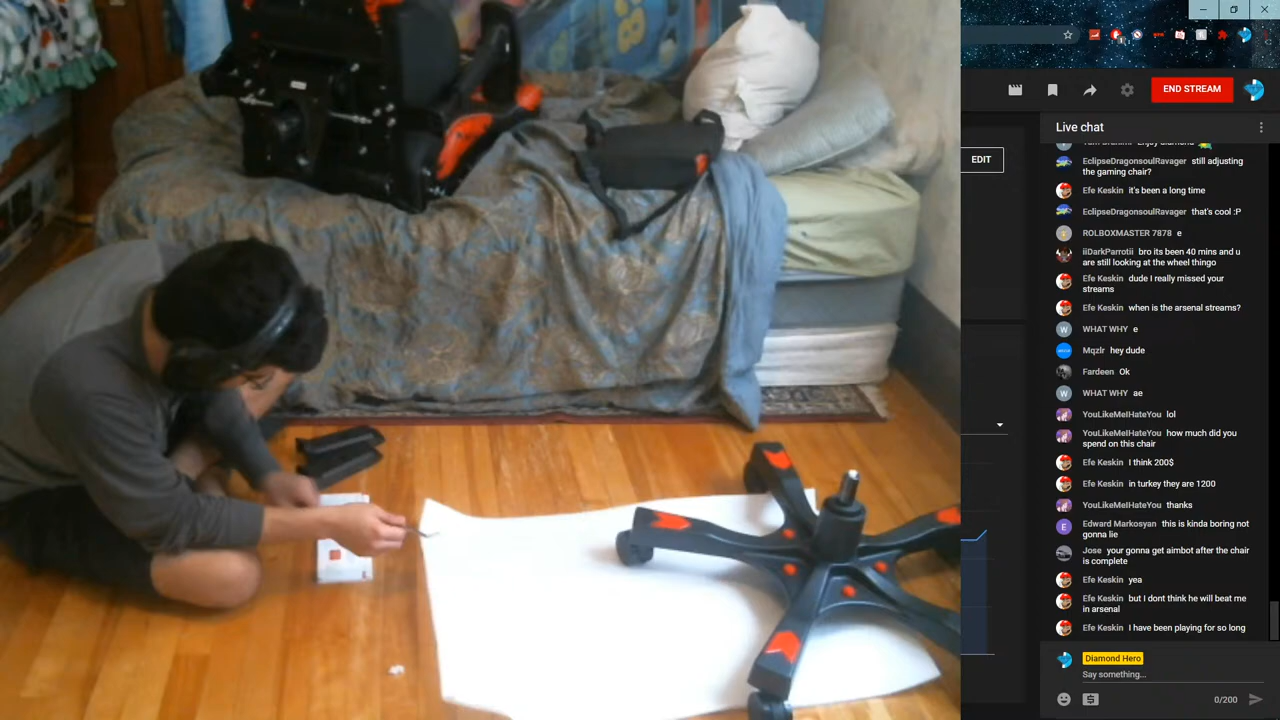 END STREAM
Live chat
EDIT
EclipseDragonsoulRavager still adjusting
the gaming chair?
Efe Keskin it's been a long time
EclipseDragonsoulRavager that's cool :P
ROLBOXMASTER 7878 e
iiDarkParrotii bro its been 40 mins and u
are still looking at the wheel thingo
Efe Keskin dude I really missed your
streams
Efe Keskin when is the arsenal streams?
W WHAT WHY e
Mqzlr hey dude
Fardeen Ok
W WHAT WHY ae
YouLikeMeIHateYou lol
YouLikeMeIHateYou how much did you
spend on this chair
Efe Keskin I think 200$
Efe Keskin in turkey they are 1200
YouLikeMeIHateYou thanks
E Edward Markosyan this is kinda boring not
gonna lie
Jose your gonna get aimbot after the chair
is complete
Efe Keskin yea
Efe Keskin but I dont think he will beat me
in arsenal
Efe Keskin I have been playing for so long
Diamond Hero
Say something...
0/200